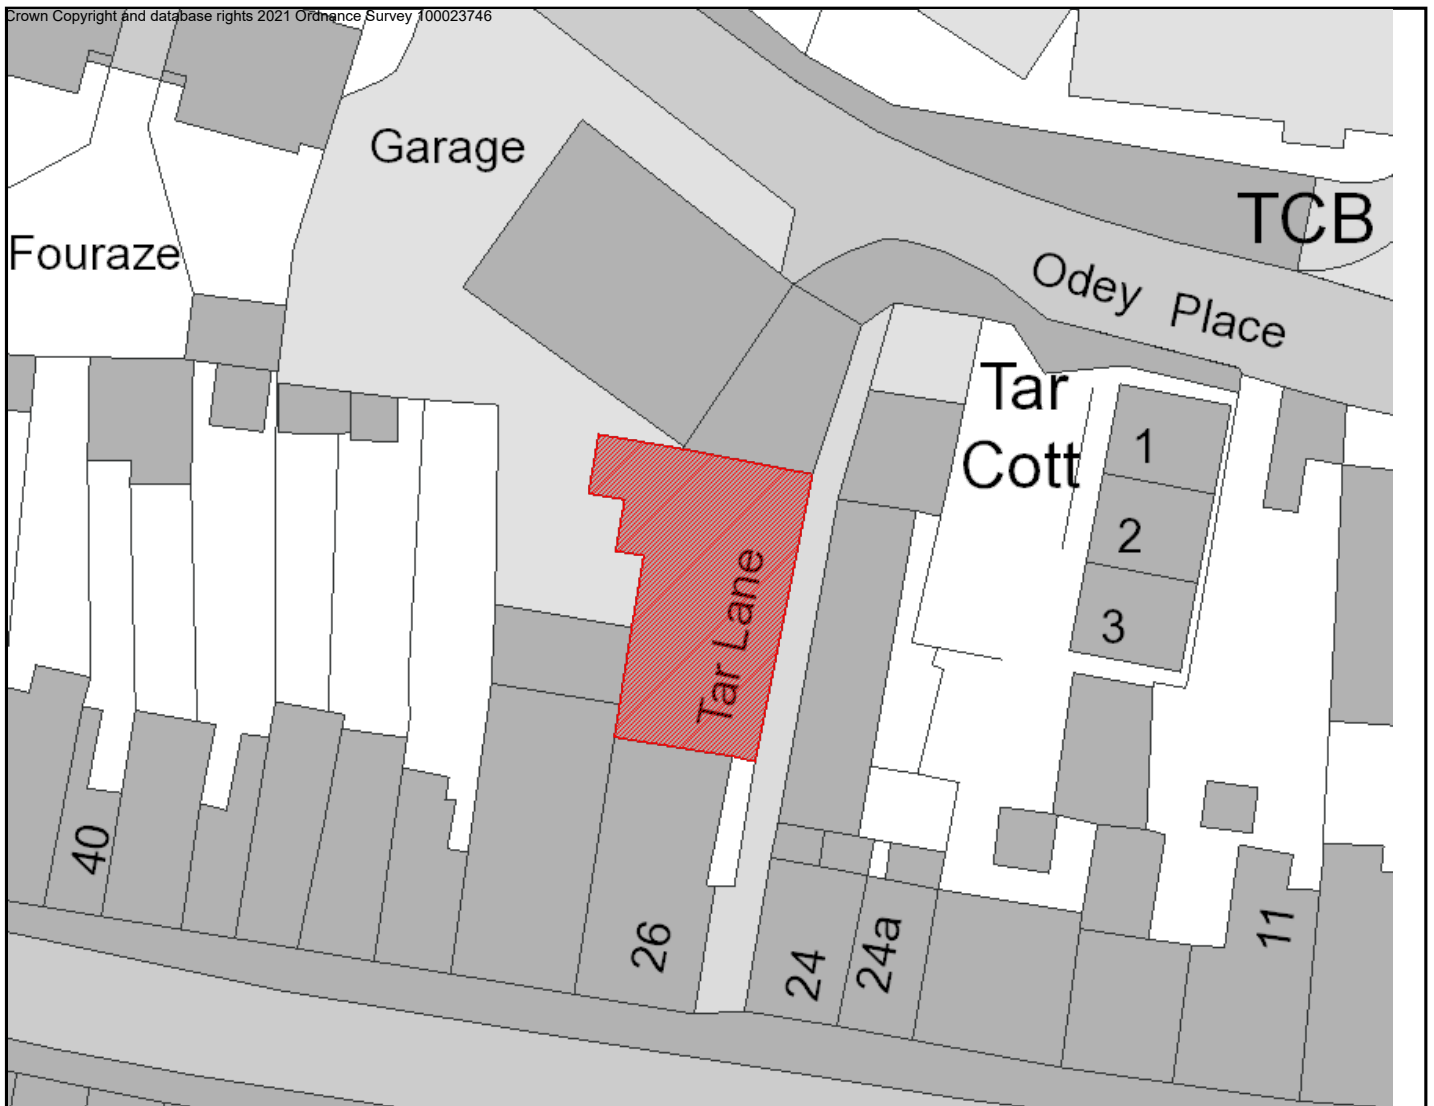 Crown Copyright and database rights 2021 Ordnance Survey 100023746
Garage
TCB
Fouraze
Odey Place
Tar
Cott
1
2
3
Tar Lane
40
26
24
24a
11